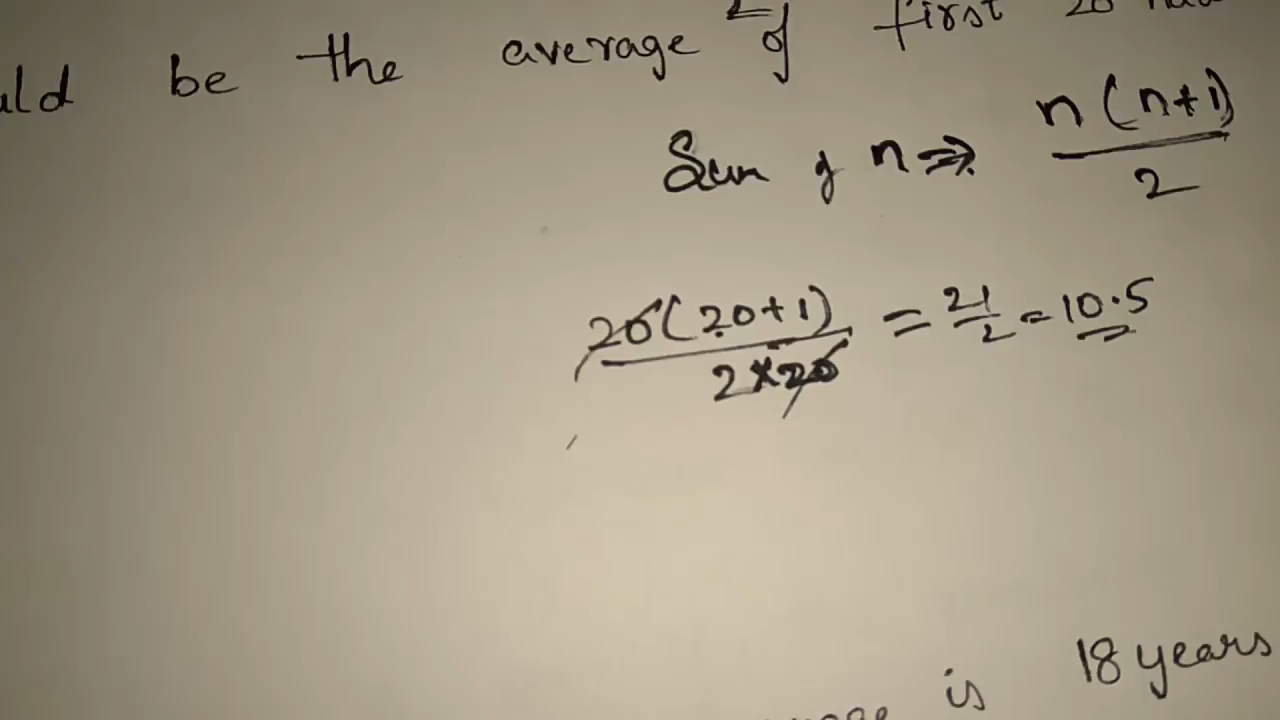 be the average of first 20
Sum of n ⇒ n(n+1)/2
20(20+1)/2×20 = 21/2 = 10.5
is 18 years